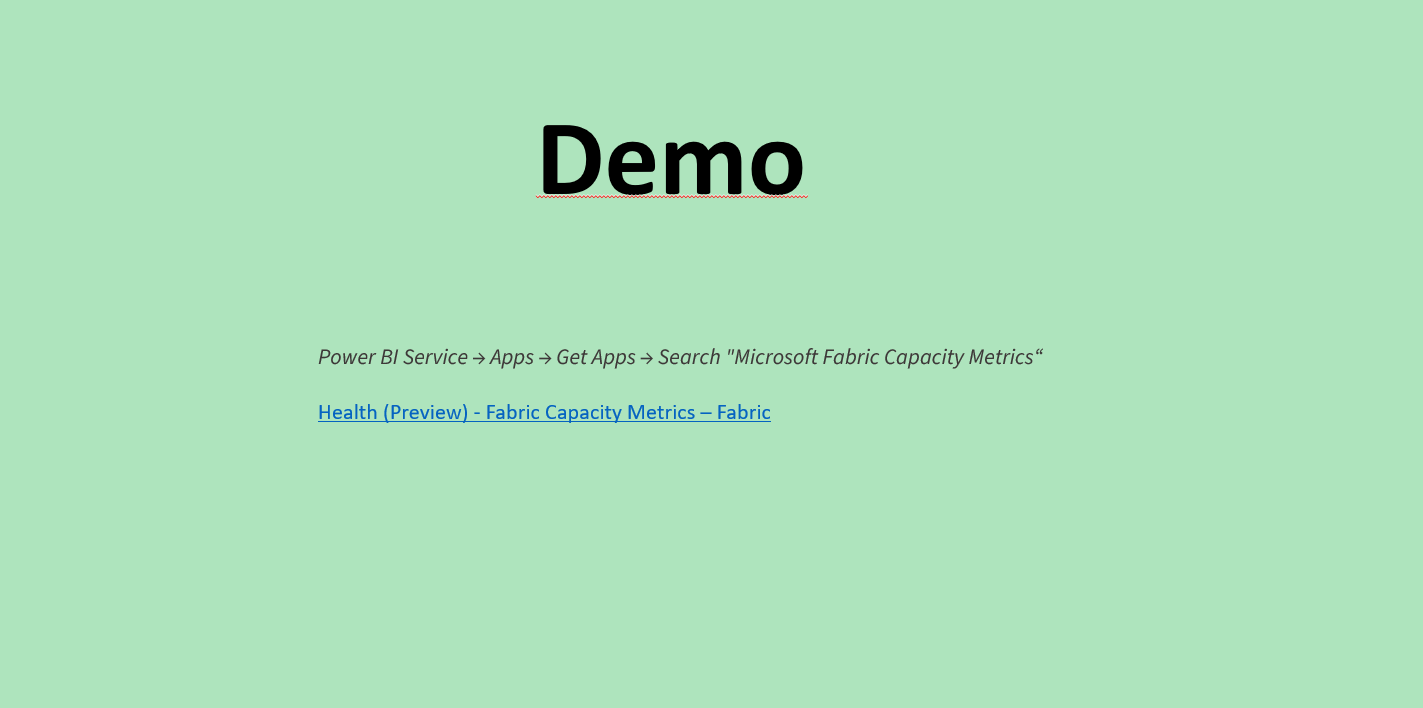 Demo
Power BI Service → Apps → Get Apps → Search "Microsoft Fabric Capacity Metrics“
Health (Preview) - Fabric Capacity Metrics – Fabric